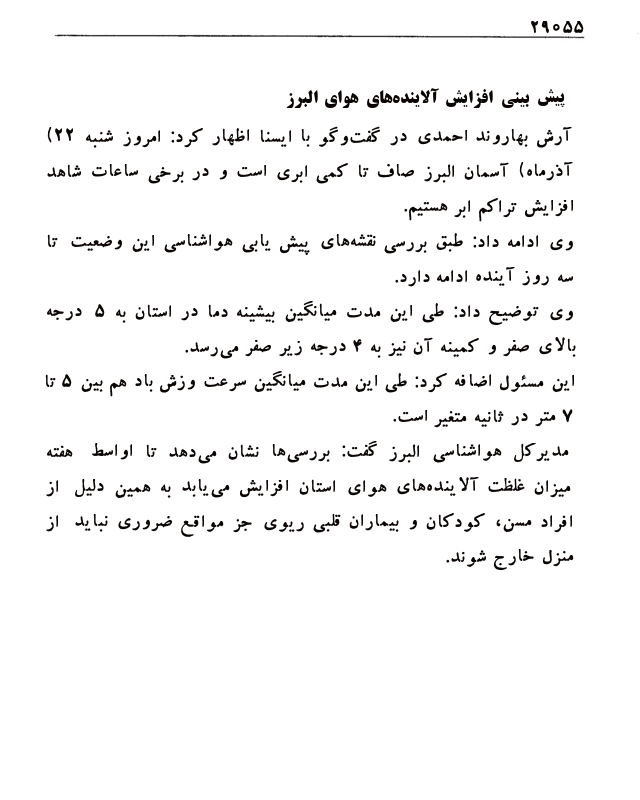 ۲۹۰۵۵
پیش بینی افزایش آلاینده‌های هوای البرز
آرش بهاروند احمدی در گفت‌وگو با ایسنا اظهار کرد: امروز شنبه ۲۲)
آذرماه) آسمان البرز صاف تا کمی ابری است و در برخی ساعات شاهد
افزایش تراکم ابر هستیم.
وی ادامه داد: طبق بررسی نقشه‌های پیش یابی هواشناسی این وضعیت تا
سه روز آینده ادامه دارد.
وی توضیح داد: طی این مدت میانگین بیشینه دما در استان به ۵ درجه
بالای صفر و کمینه آن نیز به ۴ درجه زیر صفر می‌رسد.
این مسئول اضافه کرد: طی این مدت میانگین سرعت وزش باد هم بین ۵ تا
۷ متر در ثانیه متغیر است.
مدیرکل هواشناسی البرز گفت: بررسی‌ها نشان می‌دهد تا اواسط هفته
میزان غلظت آلاینده‌های هوای استان افزایش می‌یابد به همین دلیل از
افراد مسن، کودکان و بیماران قلبی ریوی جز مواقع ضروری نباید از
منزل خارج شوند.